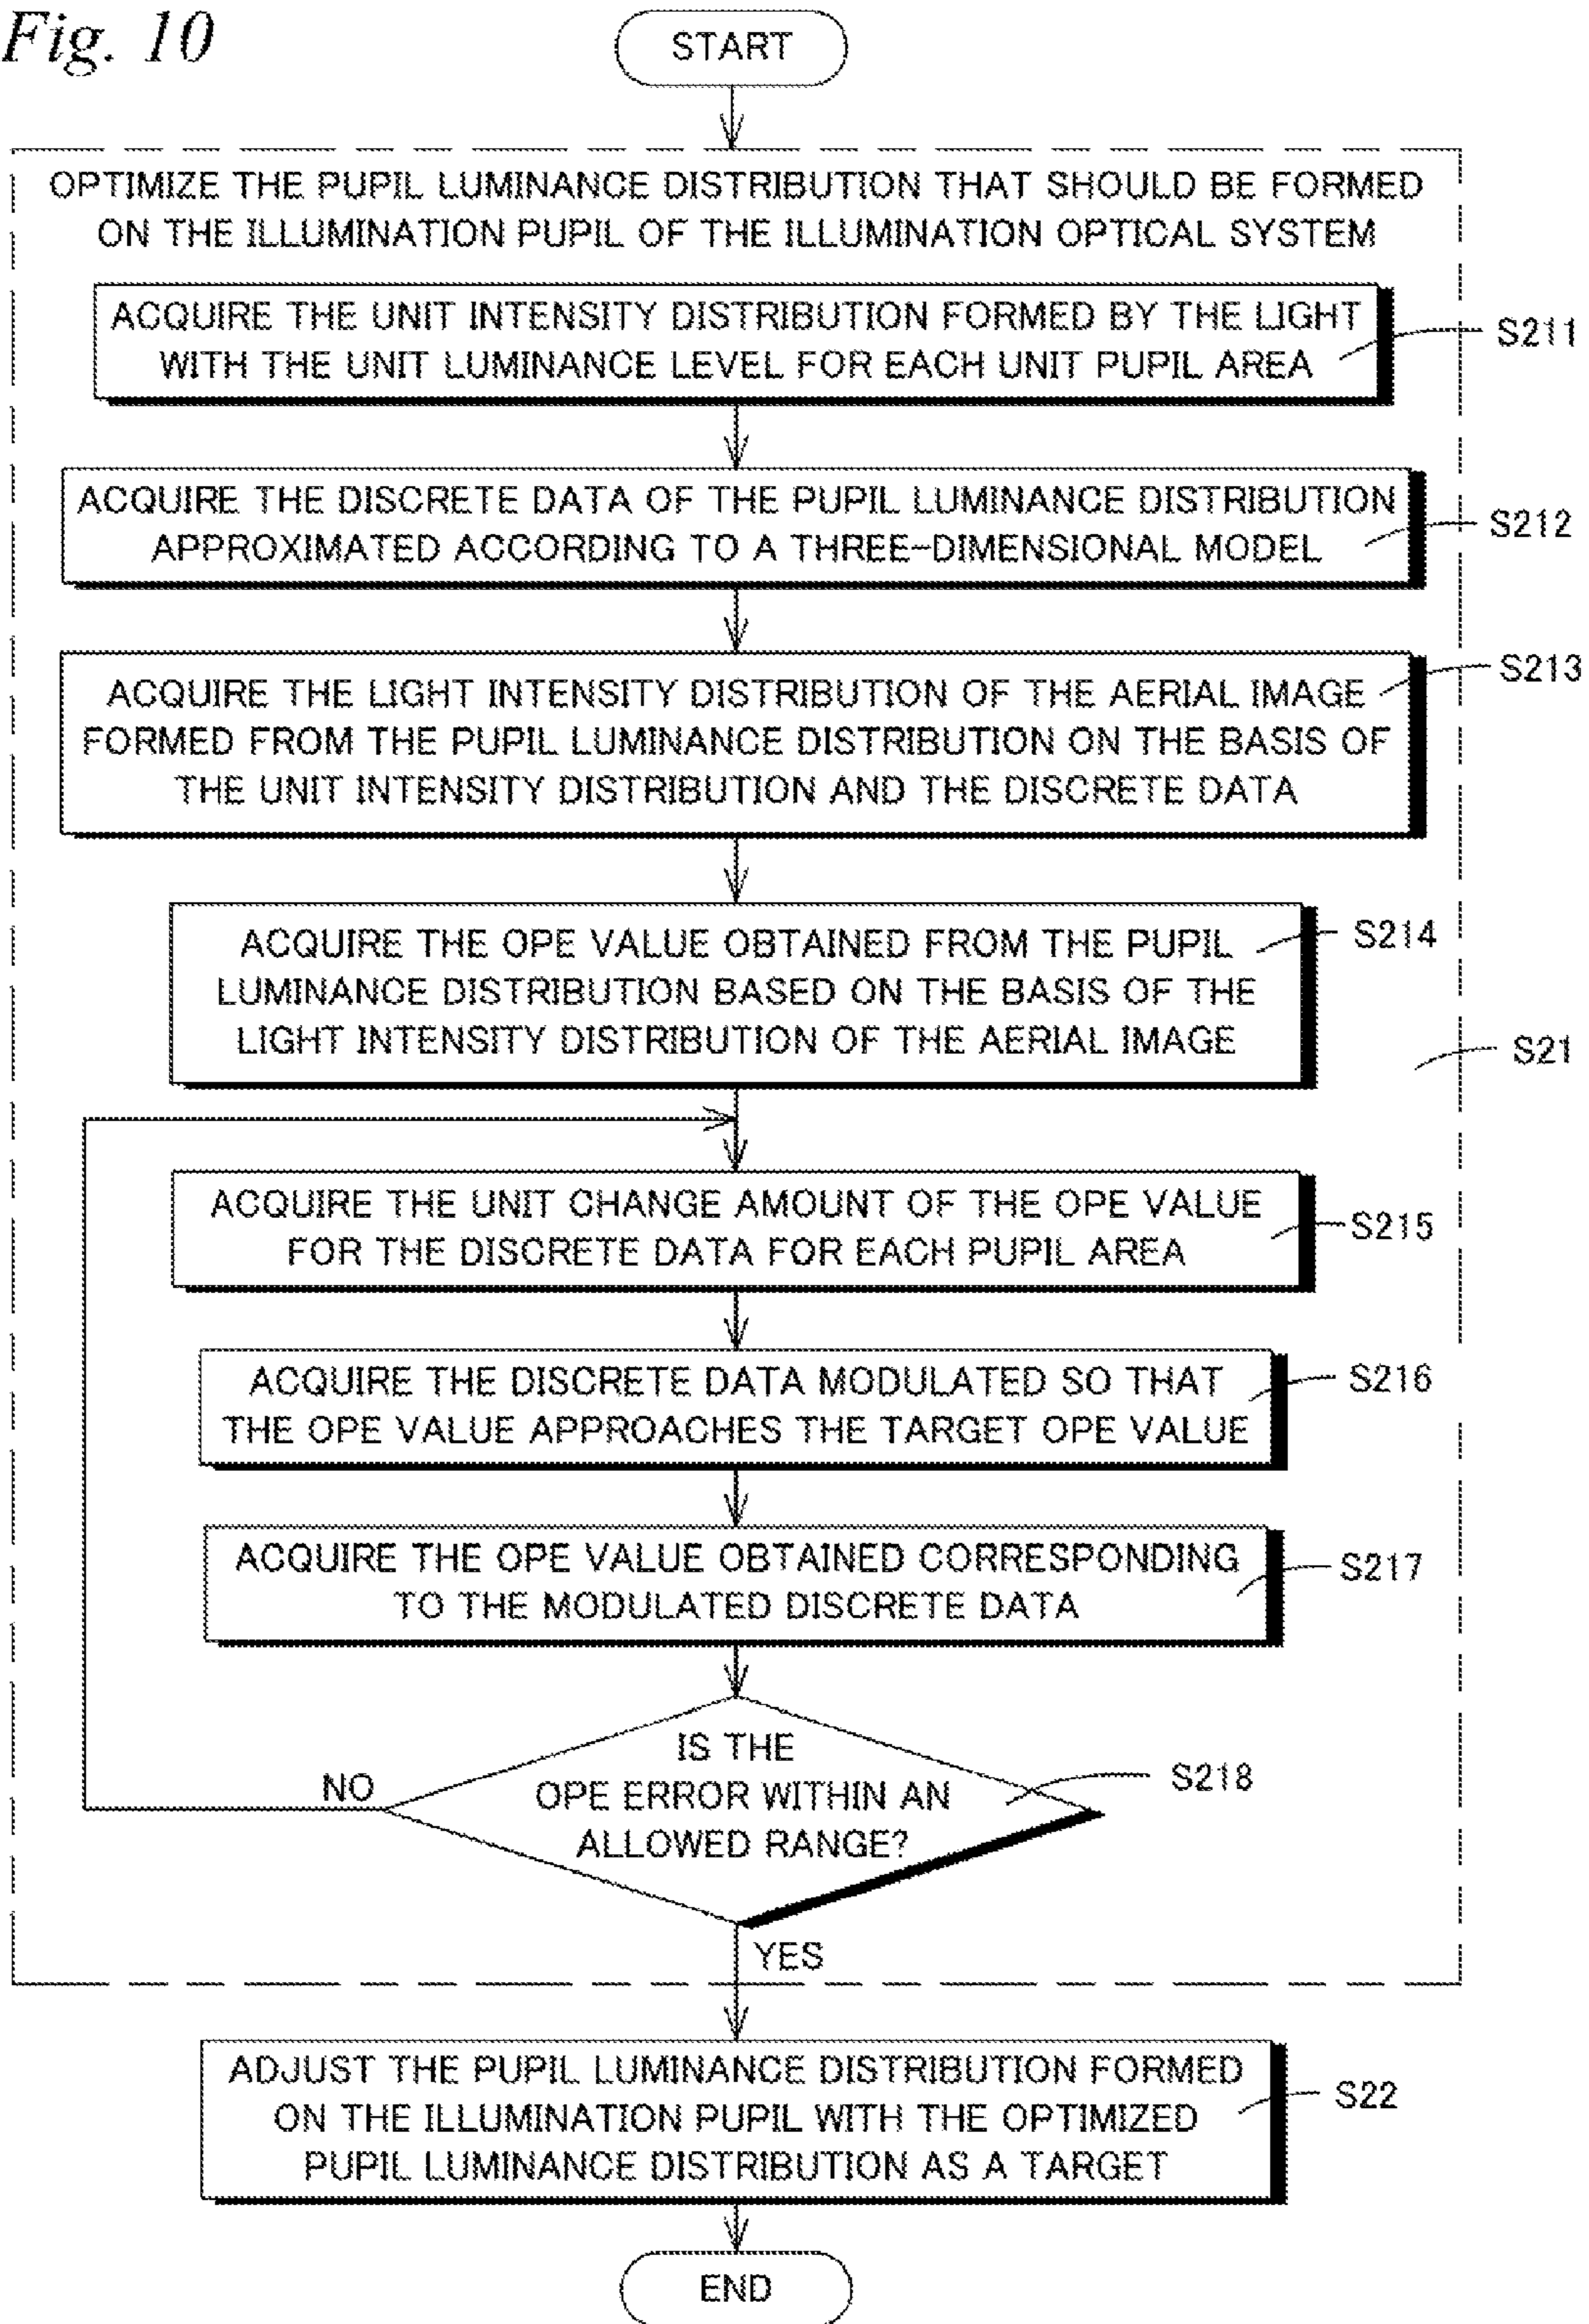 Fig. 10
START
OPTIMIZE THE PUPIL LUMINANCE DISTRIBUTION THAT SHOULD BE FORMED
ON THE ILLUMINATION PUPIL OF THE ILLUMINATION OPTICAL SYSTEM
ACQUIRE THE UNIT INTENSITY DISTRIBUTION FORMED BY THE LIGHT
WITH THE UNIT LUMINANCE LEVEL FOR EACH UNIT PUPIL AREA
S211
ACQUIRE THE DISCRETE DATA OF THE PUPIL LUMINANCE DISTRIBUTION
APPROXIMATED ACCORDING TO A THREE-DIMENSIONAL MODEL
S212
ACQUIRE THE LIGHT INTENSITY DISTRIBUTION OF THE AERIAL IMAGE
FORMED FROM THE PUPIL LUMINANCE DISTRIBUTION ON THE BASIS OF
THE UNIT INTENSITY DISTRIBUTION AND THE DISCRETE DATA
S213
ACQUIRE THE OPE VALUE OBTAINED FROM THE PUPIL
LUMINANCE DISTRIBUTION BASED ON THE BASIS OF THE
LIGHT INTENSITY DISTRIBUTION OF THE AERIAL IMAGE
S214
S21
ACQUIRE THE UNIT CHANGE AMOUNT OF THE OPE VALUE
FOR THE DISCRETE DATA FOR EACH PUPIL AREA
S215
ACQUIRE THE DISCRETE DATA MODULATED SO THAT
THE OPE VALUE APPROACHES THE TARGET OPE VALUE
S216
ACQUIRE THE OPE VALUE OBTAINED CORRESPONDING
TO THE MODULATED DISCRETE DATA
S217
IS THE
OPE ERROR WITHIN AN
ALLOWED RANGE?
S218
NO
YES
ADJUST THE PUPIL LUMINANCE DISTRIBUTION FORMED
ON THE ILLUMINATION PUPIL WITH THE OPTIMIZED
PUPIL LUMINANCE DISTRIBUTION AS A TARGET
S22
END